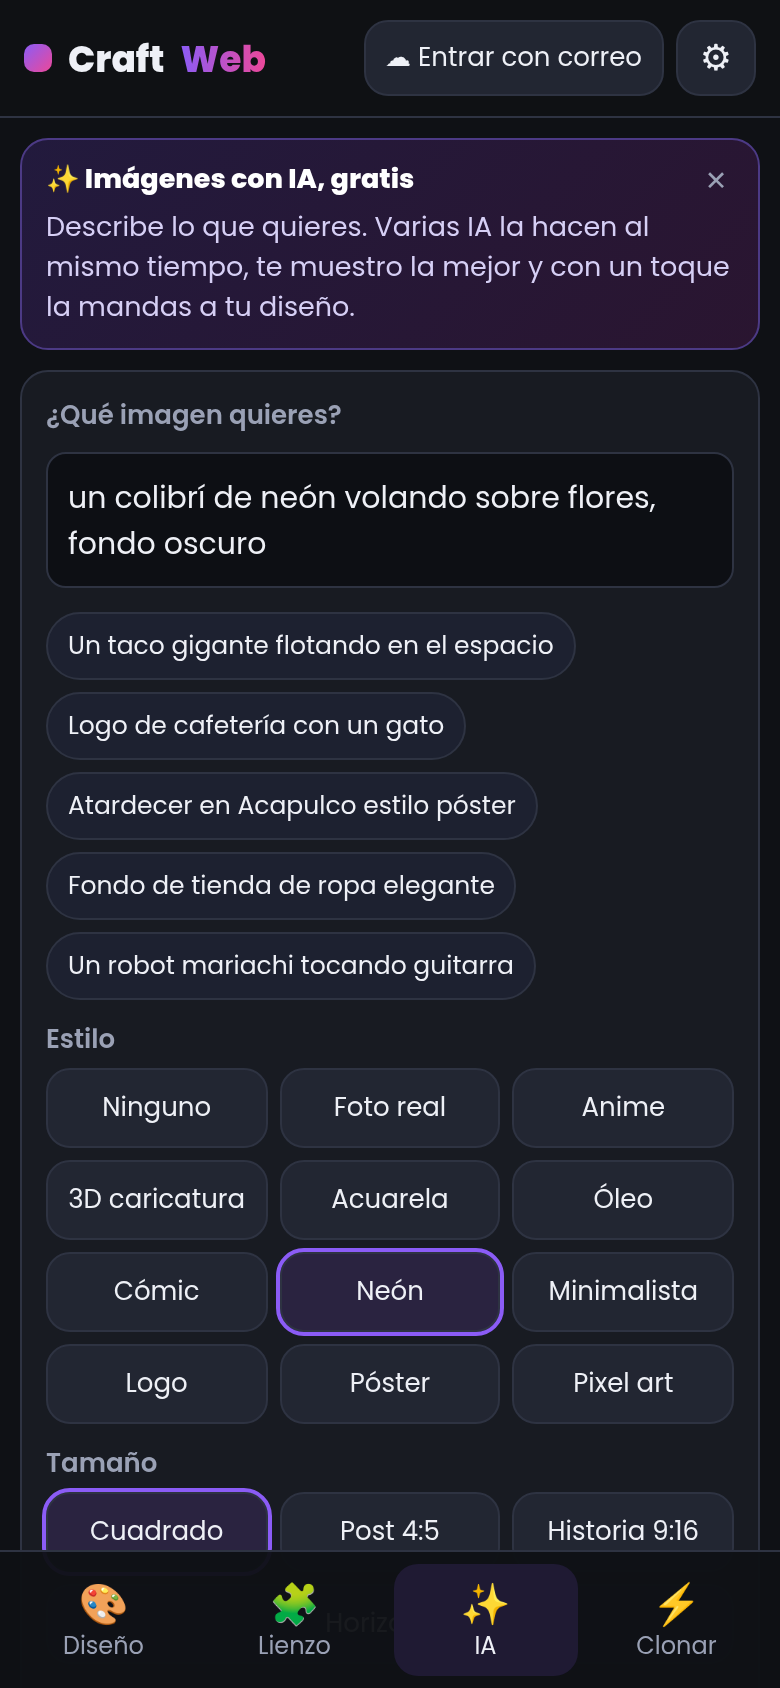 Craft Web
☁ Entrar con correo
⚙
✨ Imágenes con IA, gratis
✕
Describe lo que quieres. Varias IA la hacen al
mismo tiempo, te muestro la mejor y con un toque
la mandas a tu diseño.
¿Qué imagen quieres?
un colibrí de neón volando sobre flores,
fondo oscuro
Un taco gigante flotando en el espacio
Logo de cafetería con un gato
Atardecer en Acapulco estilo póster
Fondo de tienda de ropa elegante
Un robot mariachi tocando guitarra
Estilo
Ninguno Foto real Anime
3D caricatura Acuarela Óleo
Cómic Neón Minimalista
Logo Póster Pixel art
Tamaño
Cuadrado Post 4:5 Historia 9:16
Diseño Lienzo IA Clonar